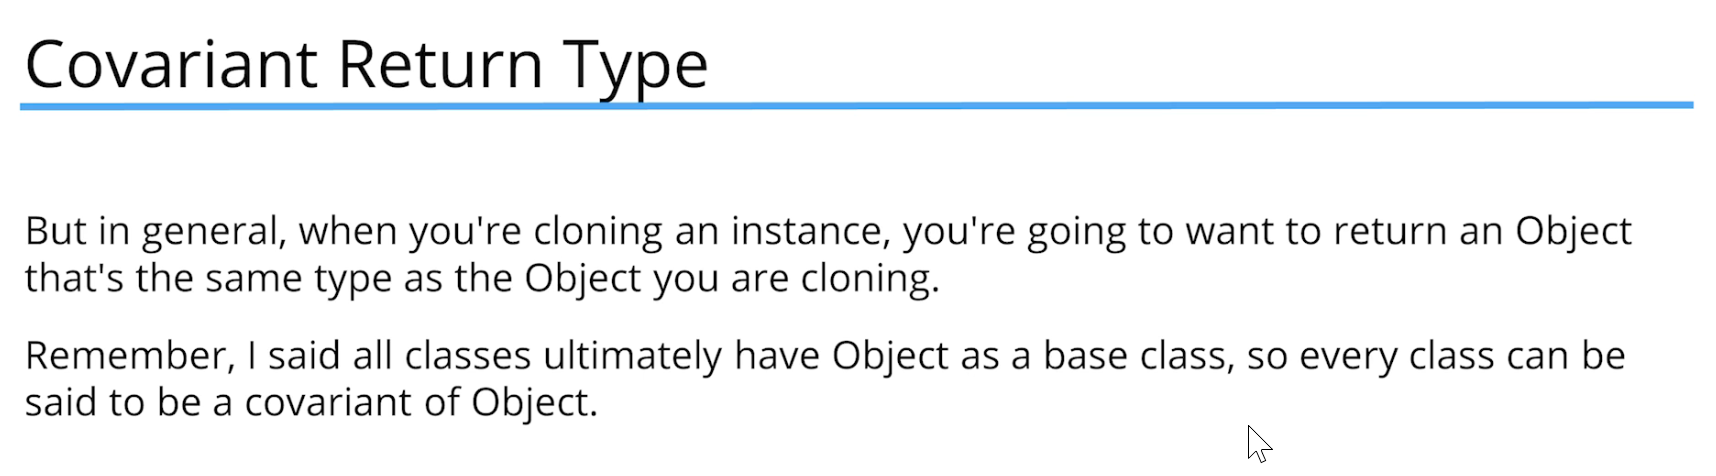 Covariant Return Type
But in general, when you're cloning an instance, you're going to want to return an Object
that's the same type as the Object you are cloning.
Remember, I said all classes ultimately have Object as a base class, so every class can be
said to be a covariant of Object.